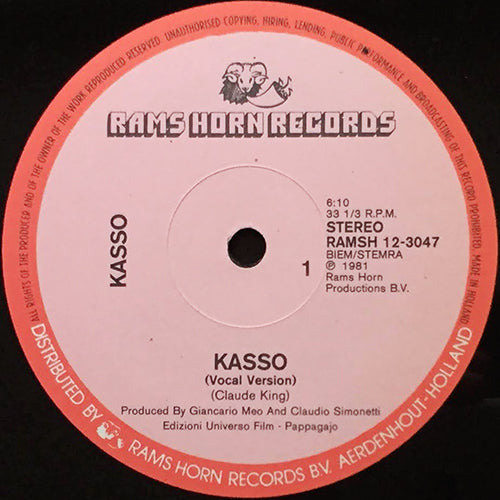 ALL RIGHTS OF THE PRODUCER AND OF THE OWNER OF THE WORK REPRODUCED RESERVED. UNAUTHORISED COPYING, HIRING, LENDING, PUBLIC PERFORMANCE AND BROADCASTING OF THIS RECORD PROHIBITED. MADE IN HOLLAND
RAMS HORN RECORDS
KASSO
6:10
33 1/3 R.P.M.
STEREO
RAMSH 12-3047
BIEM/STEMRA
℗ 1981
Rams Horn
Productions B.V.
1
KASSO
(Vocal Version)
(Claude King)
Produced By Giancario Meo And Claudio Simonetti
Edizioni Universo Film - Pappagajo
DISTRIBUTED BY RAMS HORN RECORDS B.V. AERDENHOUT-HOLLAND